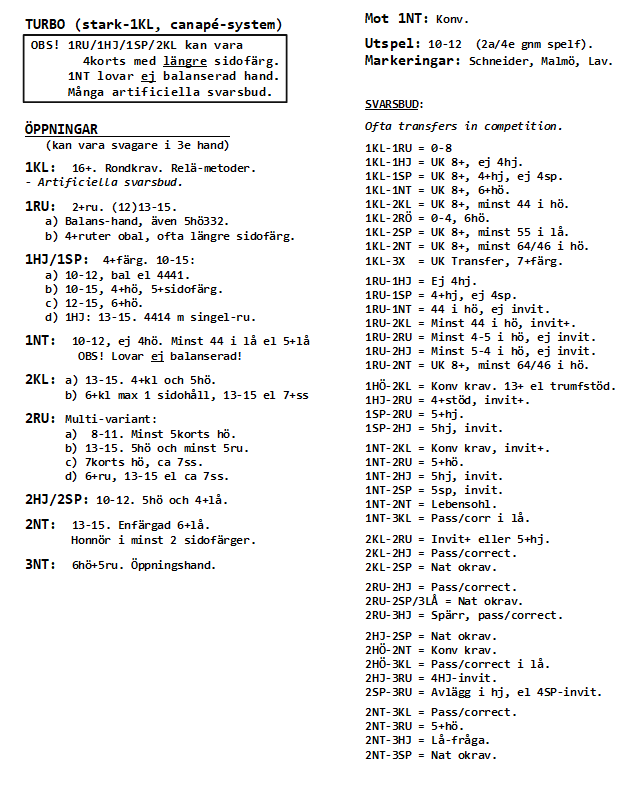 TURBO (stark-1KL, canapé-system)
OBS! 1RU/1HJ/1SP/2KL kan vara
4korts med längre sidofärg.
1NT lovar ej balanserad hand.
Många artificiella svarsbud.
ÖPPNINGAR
(kan vara svagare i 3e hand)
1KL: 16+. Rondkrav. Relä-metoder.
- Artificiella svarsbud.
1RU: 2+ru. (12)13-15.
a) Balans-hand, även 5hö332.
b) 4+ruter obal, ofta längre sidofärg.
1HJ/1SP: 4+färg. 10-15:
a) 10-12, bal el 4441.
b) 10-15, 4+hö, 5+sidofärg.
c) 12-15, 6+hö.
d) 1HJ: 13-15. 4414 m singel-ru.
1NT: 10-12, ej 4hö. Minst 44 i lå el 5+lå
OBS! Lovar ej balanserad!
2KL: a) 13-15. 4+kl och 5hö.
b) 6+kl max 1 sidohåll, 13-15 el 7+ss
2RU: Multi-variant:
a) 8-11. Minst 5korts hö.
b) 13-15. 5hö och minst 5ru.
c) 7korts hö, ca 7ss.
d) 6+ru, 13-15 el ca 7ss.
2HJ/2SP: 10-12. 5hö och 4+lå.
2NT: 13-15. Enfärgad 6+lå.
Honnör i minst 2 sidofärger.
3NT: 6hö+5ru. Öppningshand.
Mot 1NT: Konv.
Utspel: 10-12 (2a/4e gnm spelf).
Markeringar: Schneider, Malmö, Lav.
SVARSBUD:
Ofta transfers in competition.
1KL-1RU = 0-8
1KL-1HJ = UK 8+, ej 4hj.
1KL-1SP = UK 8+, 4+hj, ej 4sp.
1KL-1NT = UK 8+, 6+hö.
1KL-2KL = UK 8+, minst 44 i hö.
1KL-2RÖ = 0-4, 6hö.
1KL-2SP = UK 8+, minst 55 i lå.
1KL-2NT = UK 8+, minst 64/46 i hö.
1KL-3X = UK Transfer, 7+färg.
1RU-1HJ = Ej 4hj.
1RU-1SP = 4+hj, ej 4sp.
1RU-1NT = 44 i hö, ej invit.
1RU-2KL = Minst 44 i hö, invit+.
1RU-2RU = Minst 4-5 i hö, ej invit.
1RU-2HJ = Minst 5-4 i hö, ej invit.
1RU-2NT = UK 8+, minst 64/46 i hö.
1HÖ-2KL = Konv krav. 13+ el trumfstöd.
1HJ-2RU = 4+stöd, invit+.
1SP-2RU = 5+hj.
1SP-2HJ = 5hj, invit.
1NT-2KL = Konv krav, invit+.
1NT-2RU = 5+hö.
1NT-2HJ = 5hj, invit.
1NT-2SP = 5sp, invit.
1NT-2NT = Lebensohl.
1NT-3KL = Pass/corr i lå.
2KL-2RU = Invit+ eller 5+hj.
2KL-2HJ = Pass/correct.
2KL-2SP = Nat okrav.
2RU-2HJ = Pass/correct.
2RU-2SP/3LÅ = Nat okrav.
2RU-3HJ = Spärr, pass/correct.
2HJ-2SP = Nat okrav.
2HÖ-2NT = Konv krav.
2HÖ-3KL = Pass/correct i lå.
2HJ-3RU = 4HJ-invit.
2SP-3RU = Avlägg i hj, el 4SP-invit.
2NT-3KL = Pass/correct.
2NT-3RU = 5+hö.
2NT-3HJ = Lå-fråga.
2NT-3SP = Nat okrav.